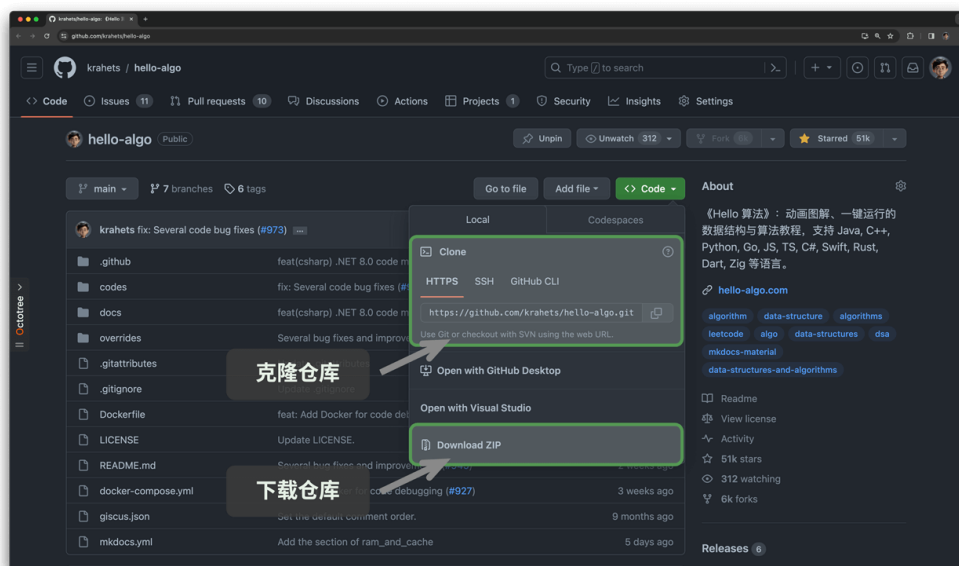 krahets/hello-algo: 《Hello
github.com/krahets/hello-algo
krahets / hello-algo
Type / to search
Code
Issues 11
Pull requests 10
Discussions
Actions
Projects 1
Security
Insights
Settings
hello-algo Public
Unpin
Unwatch 312
Fork
Starred 51k
main
7 branches
6 tags
Go to file
Add file
Code
krahets fix: Several code bug fixes (#973) ...
.github feat(csharp) .NET 8.0 code m
codes fix: Several code bug fixes (#
docs feat(csharp) .NET 8.0 code m
overrides Several bug fixes and improv
.gitattributes
.gitignore
Dockerfile feat: Add Docker for code de
LICENSE Update LICENSE.
README.md Several bug fixes and improve 2 weeks ago
docker-compose.yml code debugging (#927) 3 weeks ago
giscus.json Set the default comment order. 9 months ago
mkdocs.yml Add the section of ram_and_cache 5 days ago
Local
Codespaces
Clone
HTTPS
SSH
GitHub CLI
https://github.com/krahets/hello-algo.git
Use Git or checkout with SVN using the web URL.
Open with GitHub Desktop
Open with Visual Studio
Download ZIP
克隆仓库
下载仓库
Octotree
About
《Hello 算法》：动画图解、一键运行的
数据结构与算法教程，支持 Java, C++,
Python, Go, JS, TS, C#, Swift, Rust,
Dart, Zig 等语言。
hello-algo.com
algorithm data-structure algorithms
leetcode algo data-structures dsa
mkdocs-material
data-structures-and-algorithms
Readme
View license
Activity
51k stars
312 watching
6k forks
Releases 6